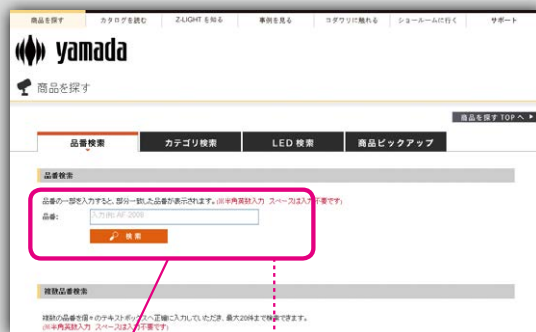 商品を探す カタログを読む Z-LIGHTを知る 事例を見る コダワリに触れる ショールームに行く サポート
yamada
商品を探す
商品を探す TOP へ
品番検索 カテゴリ検索 LED 検索 商品ピックアップ
品番検索
品番の一部を入力すると、部分一致した品番が表示されます。(※半角英数入力 スペースは入力不要です)
品番: 入力例: AF-2008
検索
複数品番検索
複数の品番を個々のテキストボックスへ正確に入力していただき、最大20件まで検索できます。
(※半角英数入力 スペースは入力不要です)